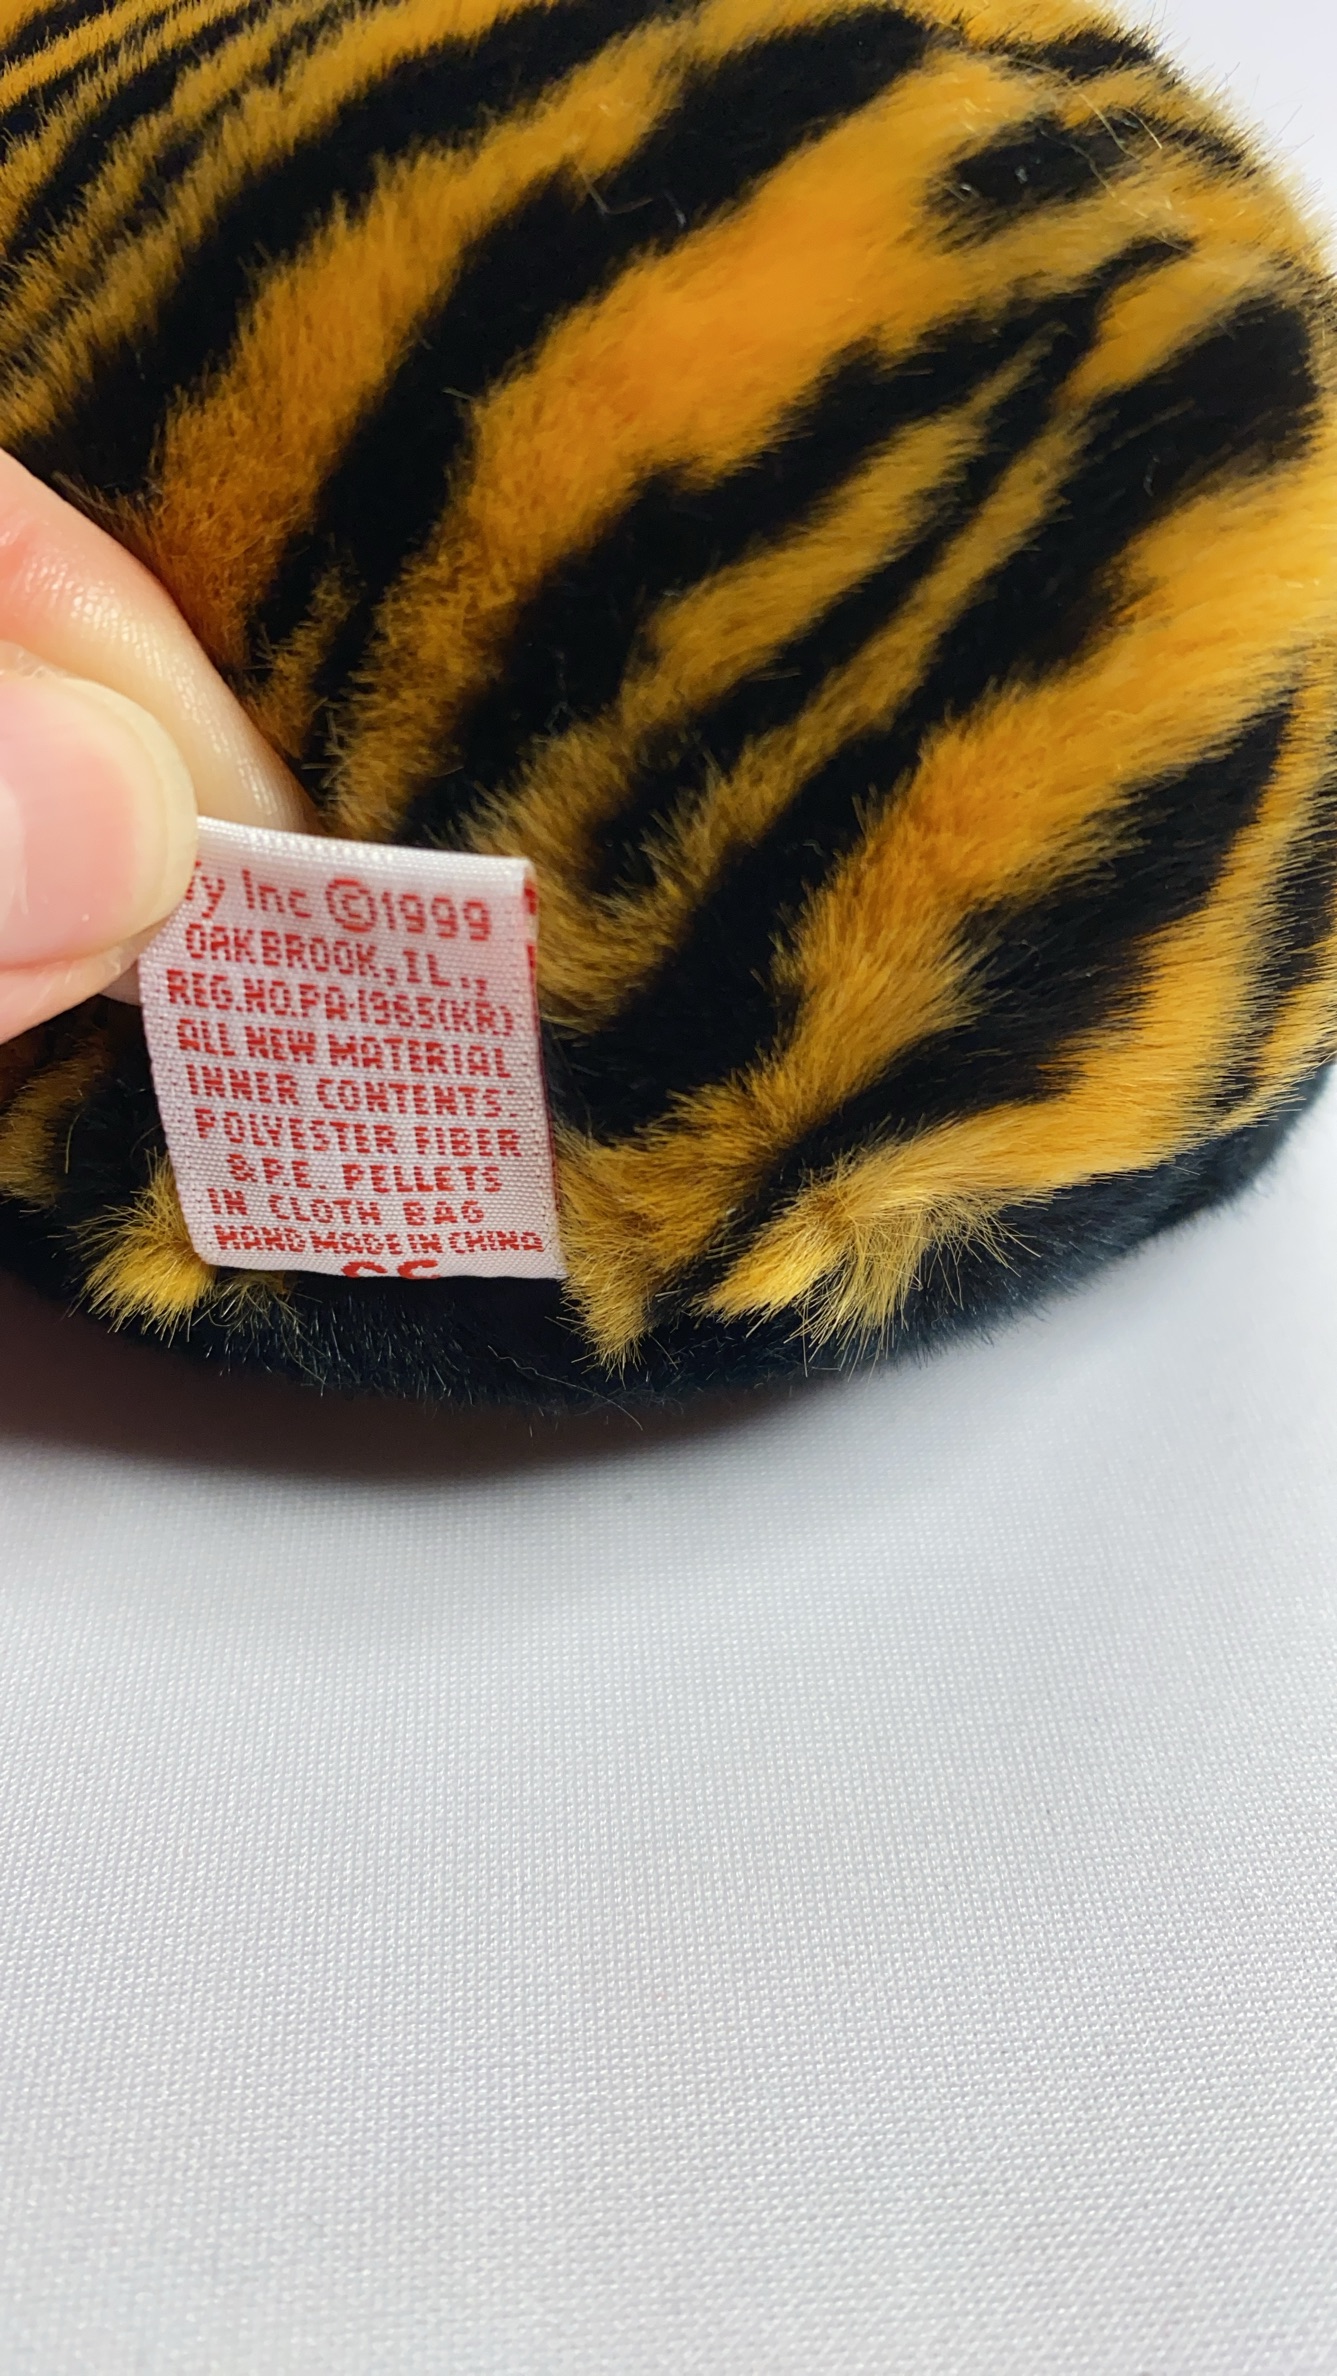 Ty Inc ©1999
OAKBROOK, IL.,
REG.NO.PA-1965(KR)
ALL NEW MATERIAL
INNER CONTENTS
POLYESTER FIBER
&P.E. PELLETS
IN CLOTH BAG
HAND MADE IN CHINA